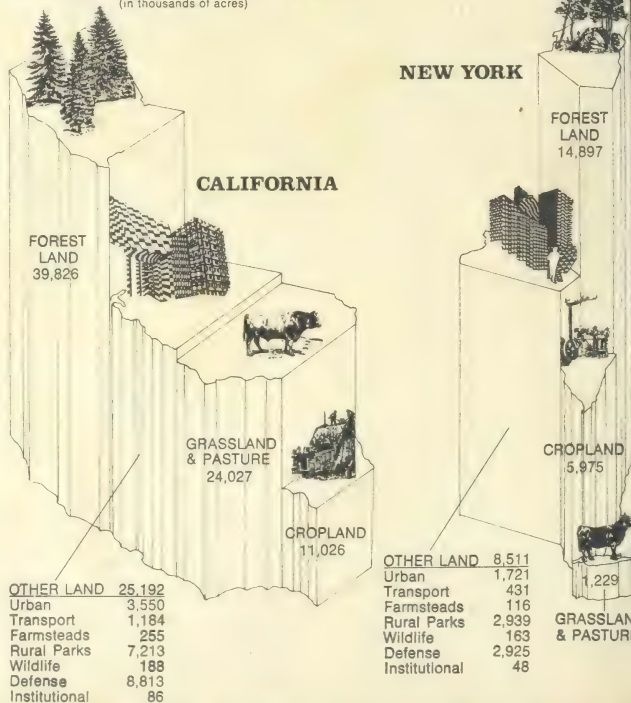 (in thousands of acres)
CALIFORNIA
FOREST
LAND
39,826
GRASSLAND
& PASTURE
24,027
CROPLAND
11,026
OTHER LAND 25,192
Urban 3,550
Transport 1,184
Farmsteads 255
Rural Parks 7,213
Wildlife 188
Defense 8,813
Institutional 86
NEW YORK
FOREST
LAND
14,897
CROPLAND
5,975
1,229
GRASSLAN
& PASTUR
OTHER LAND 8,511
Urban 1,721
Transport 431
Farmsteads 116
Rural Parks 2,939
Wildlife 163
Defense 2,925
Institutional 48